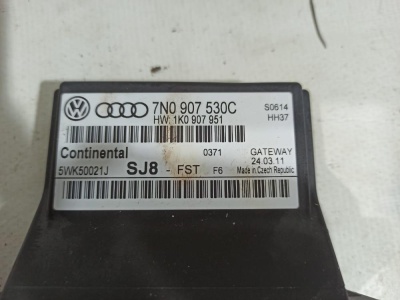 7N0 907 530C S0614
HW: 1K0 907 951 HH37
Continental 0371 GATEWAY
24.03.11
5WK50021J SJ8 - FST F6 Made in Czech Republic